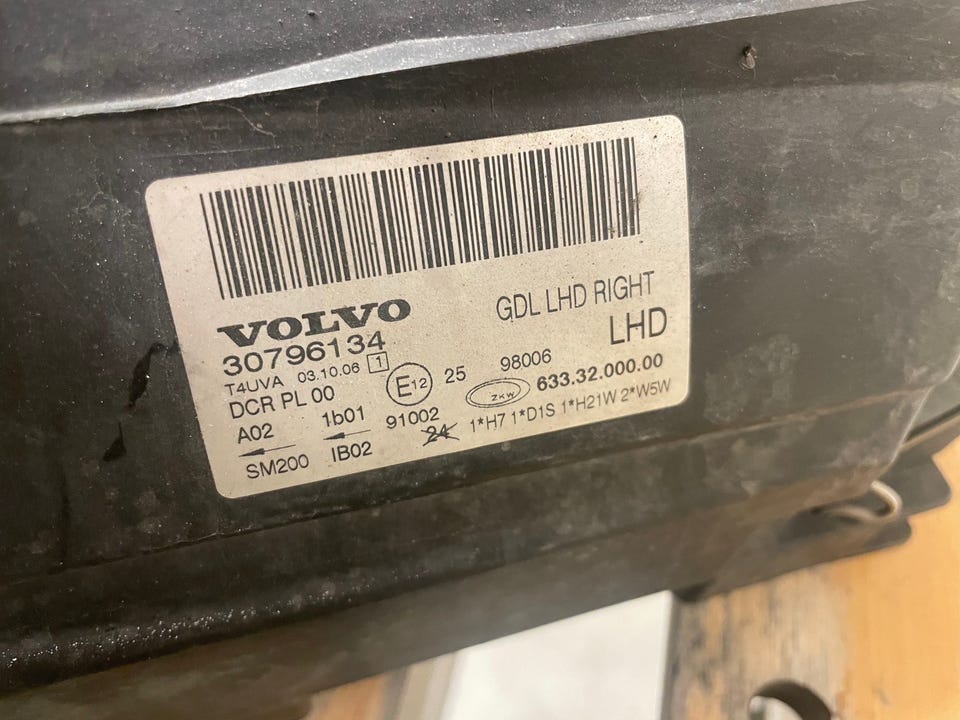 VOLVO
30796134
GDL LHD RIGHT
LHD
T4UVA 03.10.06 1
DCR PL 00
E12 25 98006
ZKW 633.32.000.00
A02 1b01 91002
SM200 IB02 24 1*H7 1*D1S 1*H21W 2*W5W